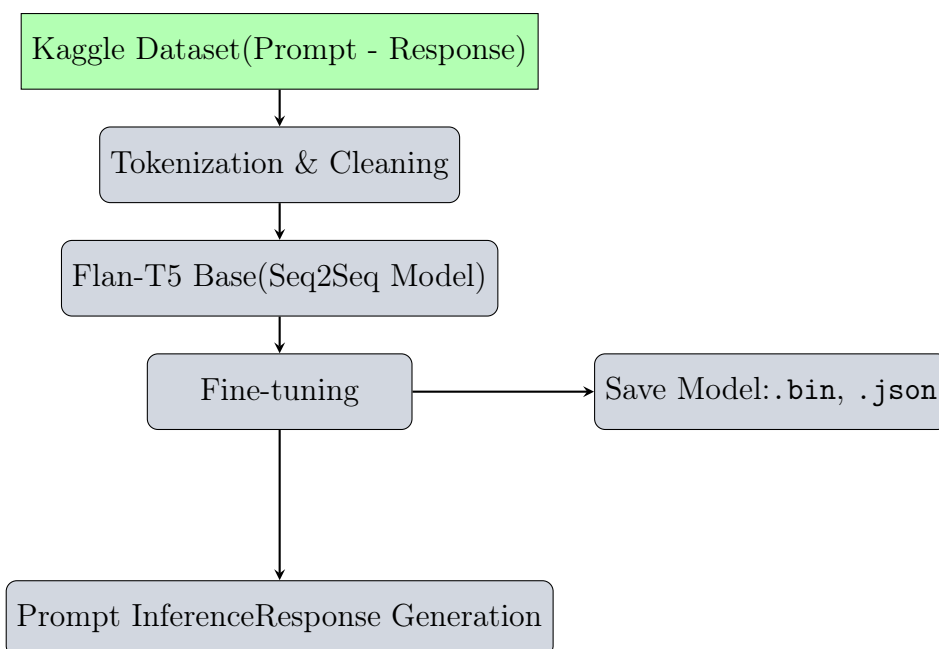 Kaggle Dataset(Prompt - Response)
Tokenization & Cleaning
Flan-T5 Base(Seq2Seq Model)
Fine-tuning
Save Model:.bin, .json
Prompt InferenceResponse Generation